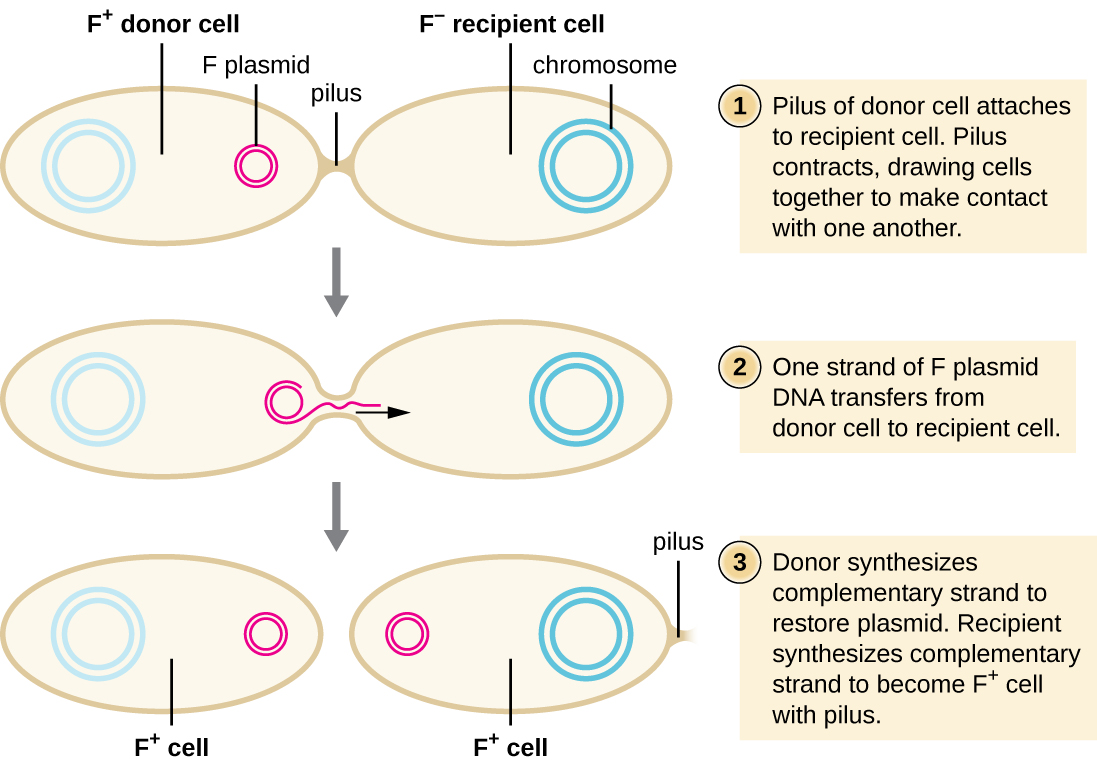 F⁺ donor cell
F⁻ recipient cell
F plasmid
pilus
chromosome
1
Pilus of donor cell attaches
to recipient cell. Pilus
contracts, drawing cells
together to make contact
with one another.
2
One strand of F plasmid
DNA transfers from
donor cell to recipient cell.
pilus
3
Donor synthesizes
complementary strand to
restore plasmid. Recipient
synthesizes complementary
strand to become F⁺ cell
with pilus.
F⁺ cell
F⁺ cell